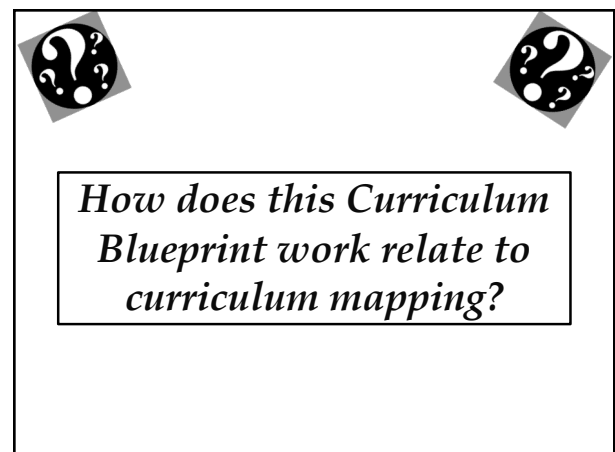 How does this Curriculum
Blueprint work relate to
curriculum mapping?